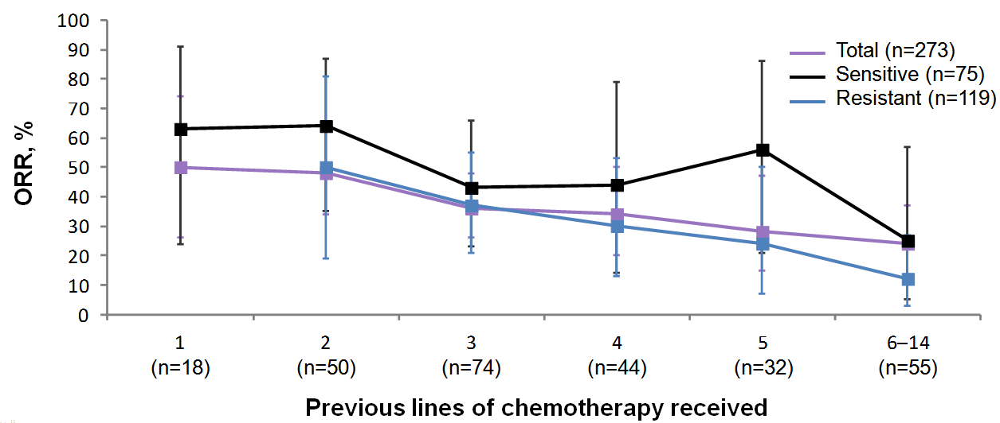 100
90
80
70
60
50
40
30
20
10
0
ORR, %
Total (n=273)
Sensitive (n=75)
Resistant (n=119)
1 2 3 4 5 6–14
(n=18) (n=50) (n=74) (n=44) (n=32) (n=55)
Previous lines of chemotherapy received